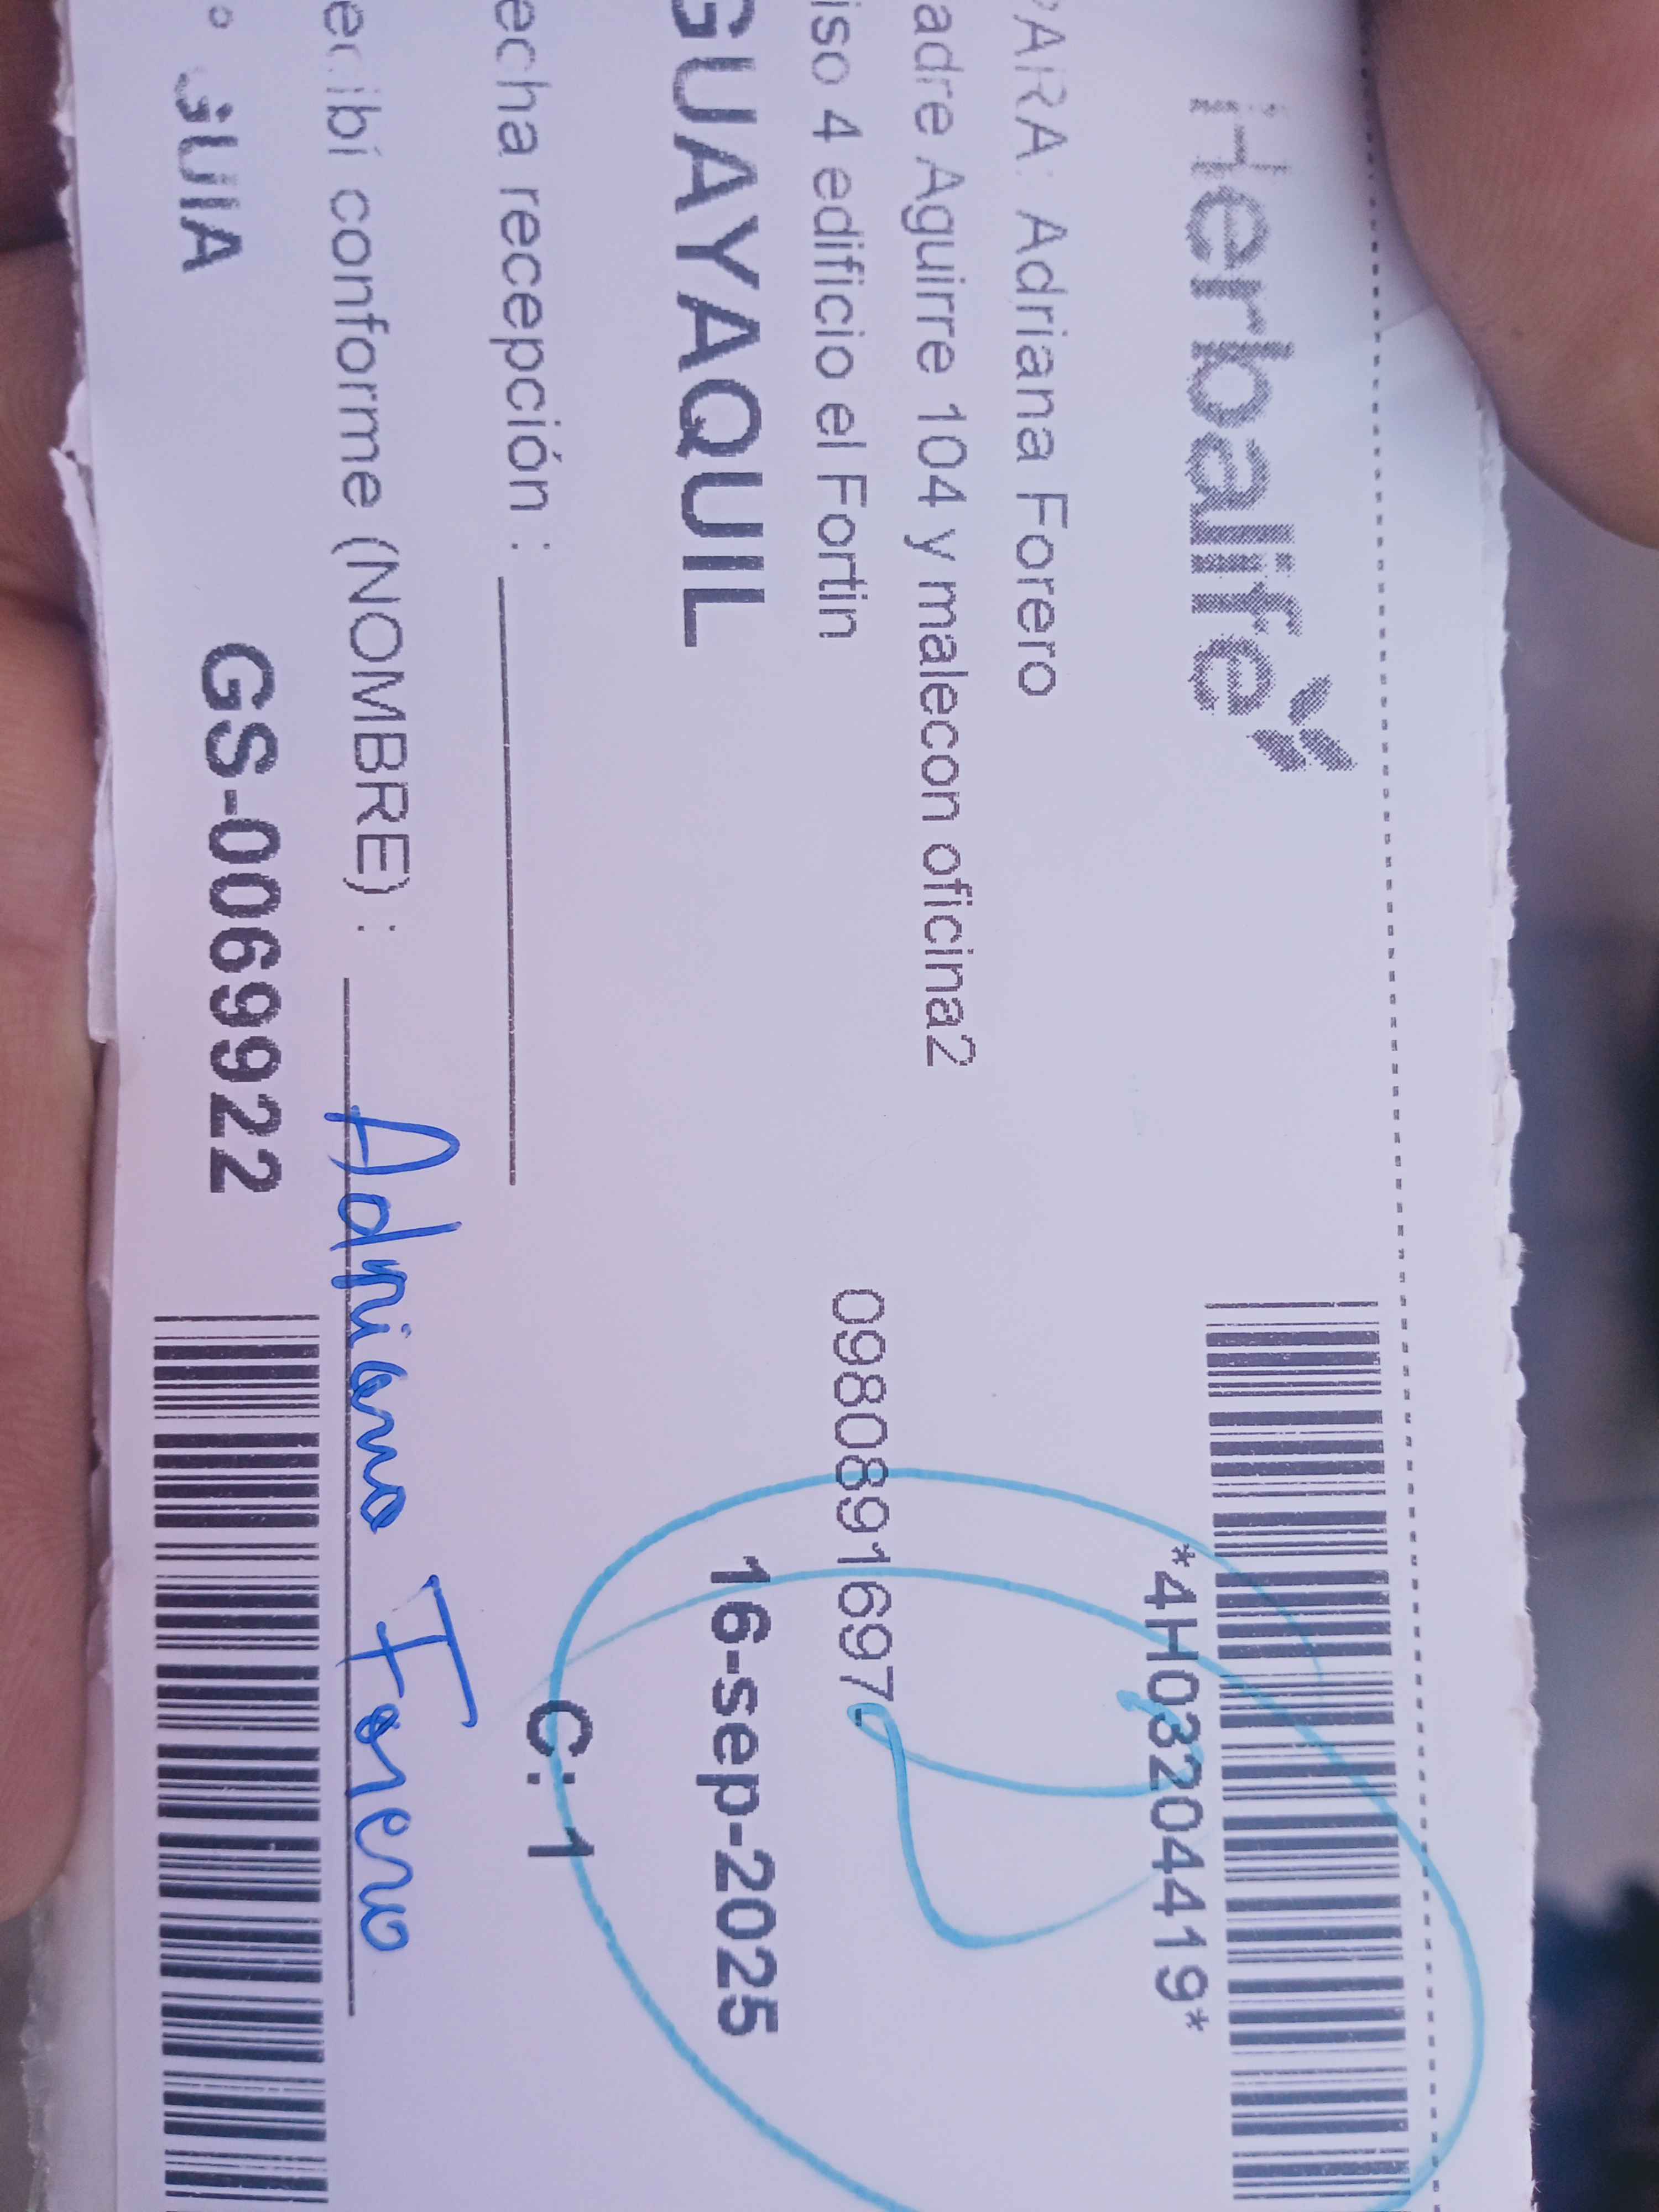 Herbalife
*4H03204419*
PARA: Adriana Forero
adre Aguirre 104 y malecon oficina2
iso 4 edificio el Fortin
0980891697-
GUAYAQUIL
16-sep-2025
echa recepción :
C: 1
ecibí conforme (NOMBRE) : Adriana Forero
° GUIA GS-0069922